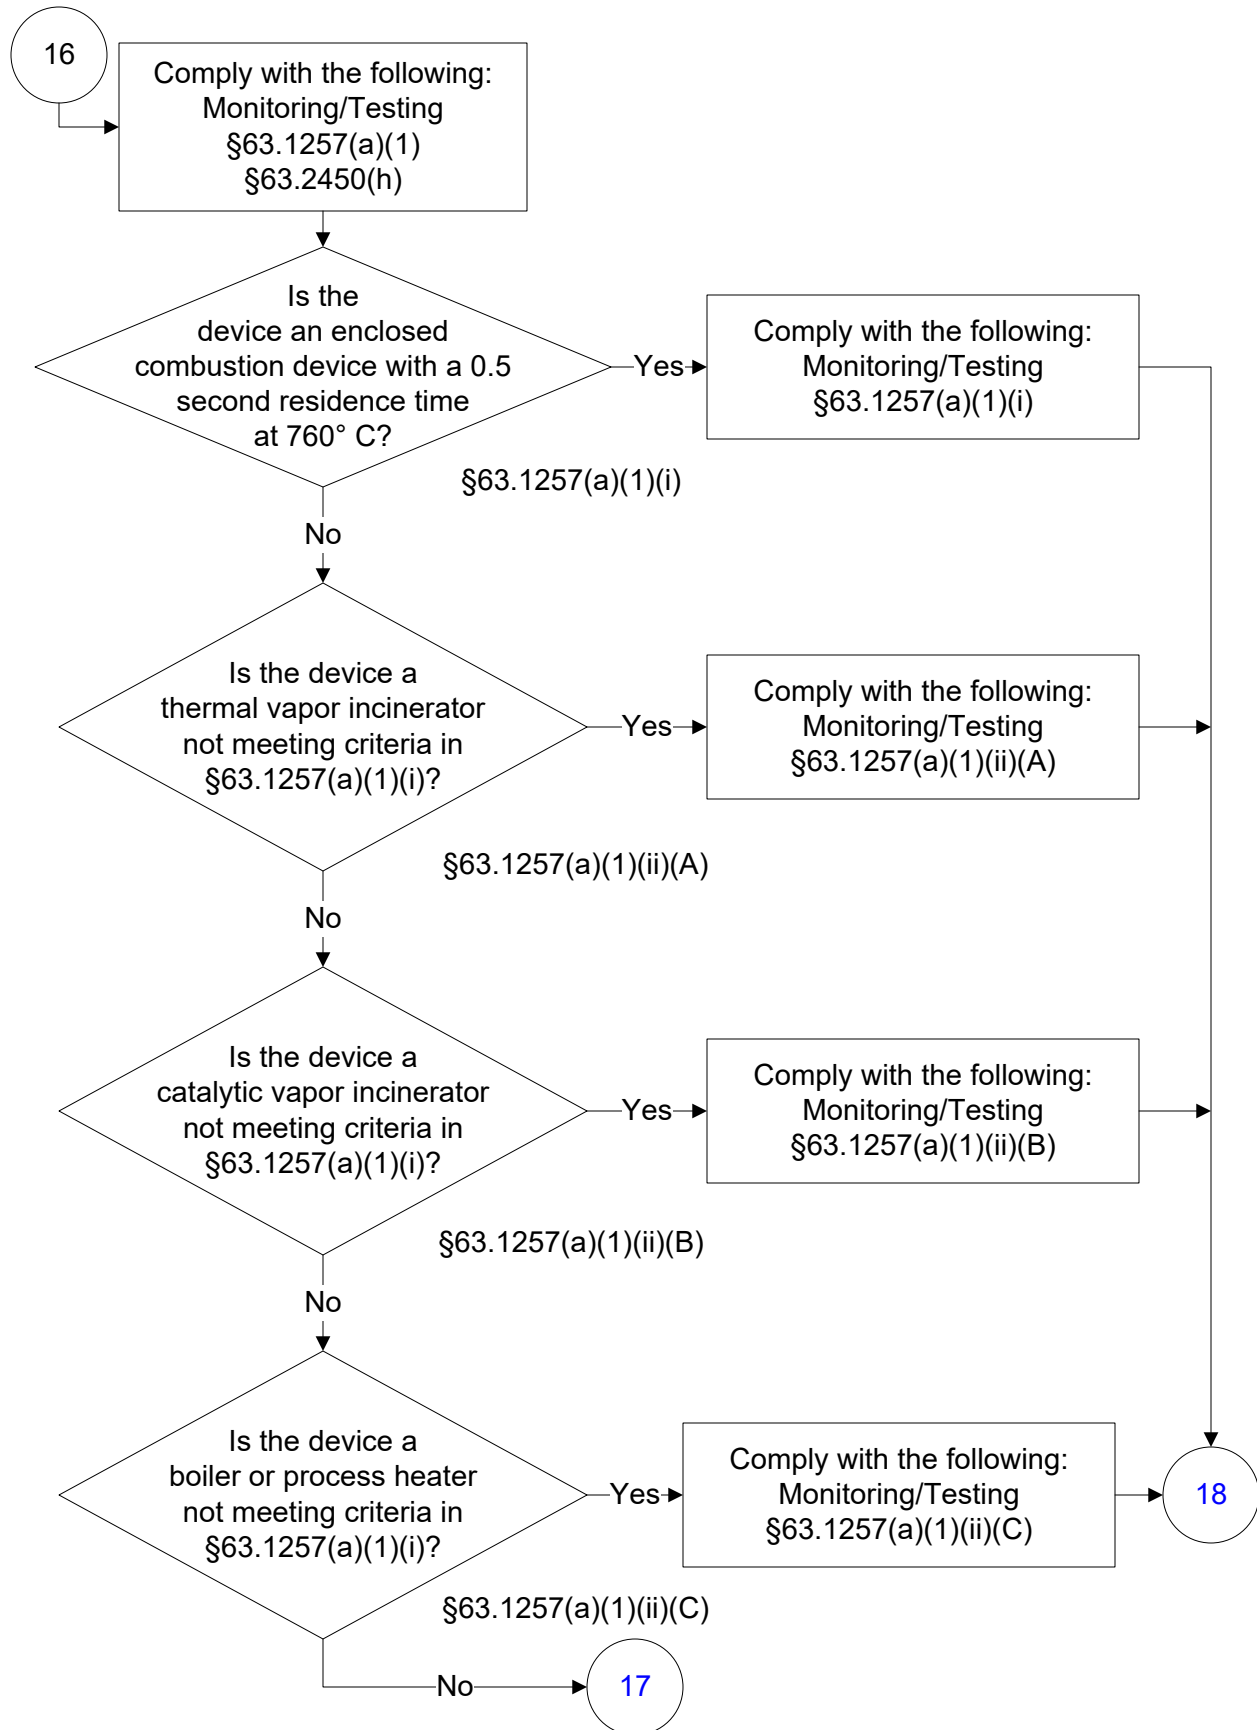 16
Comply with the following:
Monitoring/Testing
§63.1257(a)(1)
§63.2450(h)
Is the
device an enclosed
combustion device with a 0.5
second residence time
at 760° C?
Yes
Comply with the following:
Monitoring/Testing
§63.1257(a)(1)(i)
§63.1257(a)(1)(i)
No
Is the device a
thermal vapor incinerator
not meeting criteria in
§63.1257(a)(1)(i)?
Yes
Comply with the following:
Monitoring/Testing
§63.1257(a)(1)(ii)(A)
§63.1257(a)(1)(ii)(A)
No
Is the device a
catalytic vapor incinerator
not meeting criteria in
§63.1257(a)(1)(i)?
Yes
Comply with the following:
Monitoring/Testing
§63.1257(a)(1)(ii)(B)
§63.1257(a)(1)(ii)(B)
No
Is the device a
boiler or process heater
not meeting criteria in
§63.1257(a)(1)(i)?
Yes
Comply with the following:
Monitoring/Testing
§63.1257(a)(1)(ii)(C)
18
§63.1257(a)(1)(ii)(C)
No
17